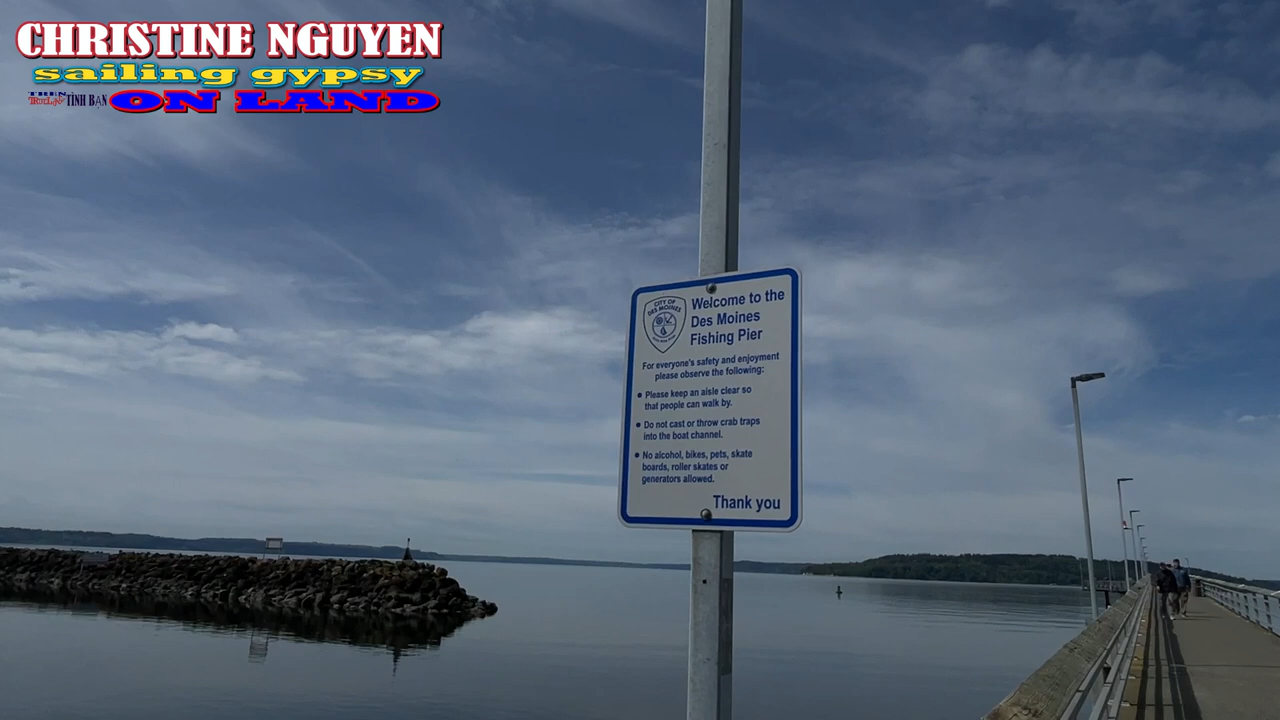 CHRISTINE NGUYEN
sailing gypsy
TÌNH BẠN ON LAND
CITY OF
DES MOINES
Welcome to the
Des Moines
Fishing Pier
For everyone's safety and enjoyment
please observe the following:
• Please keep an aisle clear so
that people can walk by.
• Do not cast or throw crab traps
into the boat channel.
• No alcohol, bikes, pets, skate
boards, roller skates or
generators allowed.
Thank you